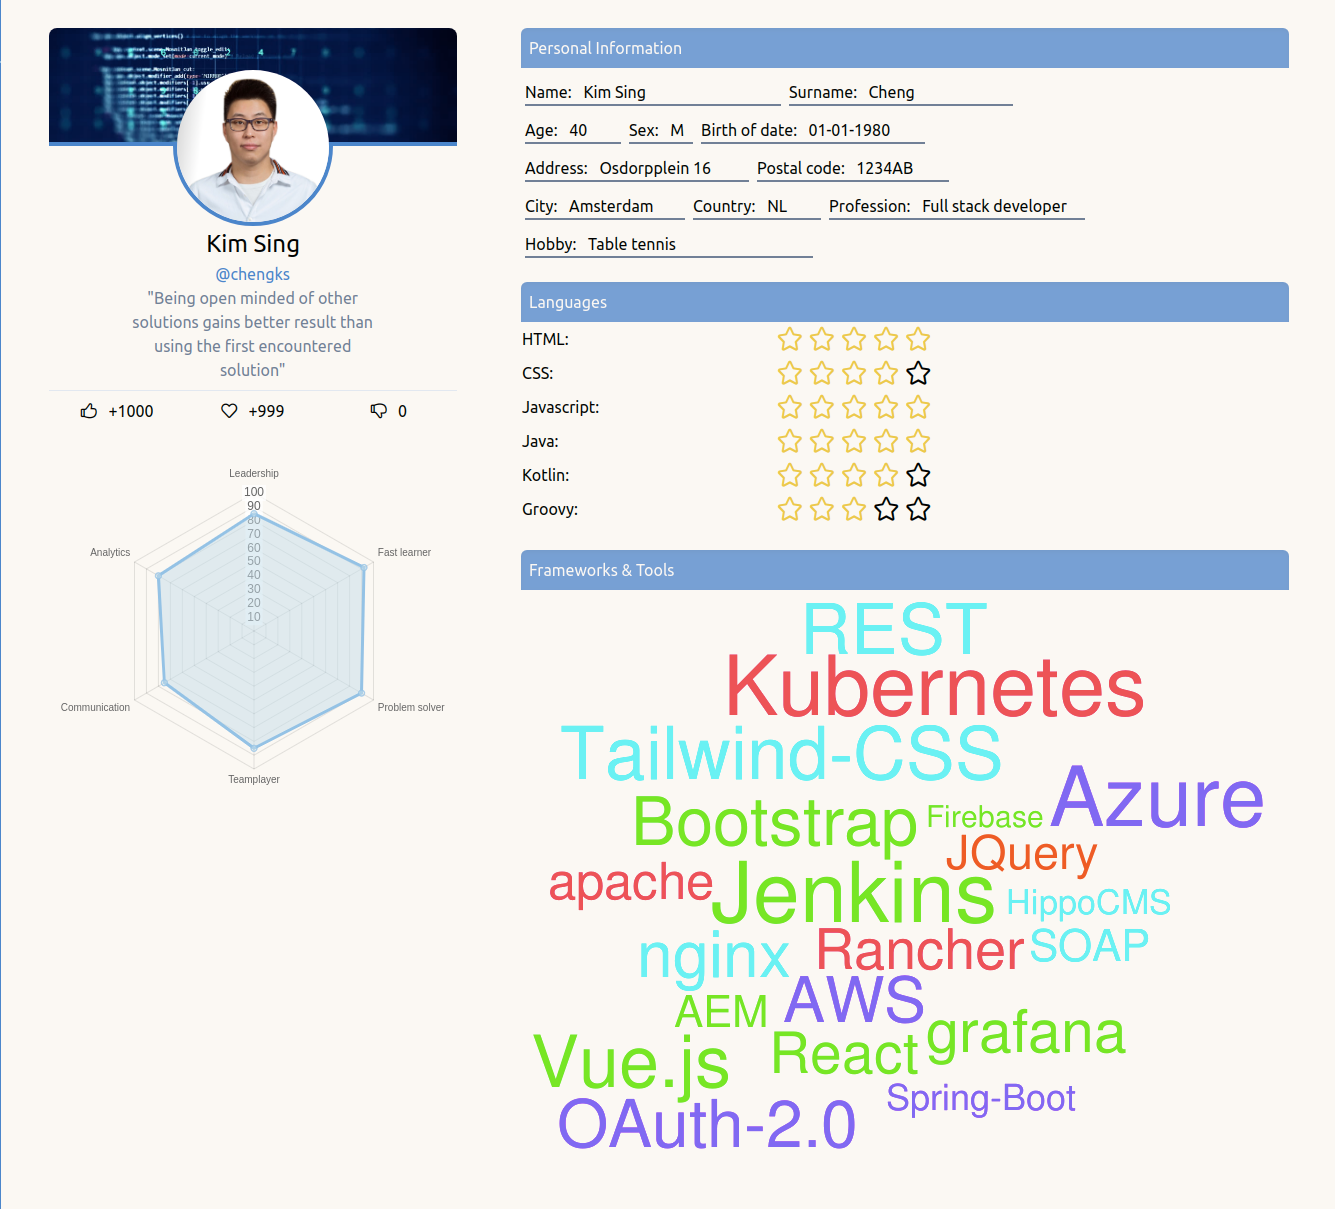 Kim Sing
@chengks
"Being open minded of other
solutions gains better result than
using the first encountered
solution"
+1000 +999 0
Leadership
100
90
80
70
60
50
40
30
20
10
Analytics
Fast learner
Communication
Problem solver
Teamplayer
Personal Information
Name: Kim Sing Surname: Cheng
Age: 40 Sex: M Birth of date: 01-01-1980
Address: Osdorpplein 16 Postal code: 1234AB
City: Amsterdam Country: NL Profession: Full stack developer
Hobby: Table tennis
Languages
HTML:
CSS:
Javascript:
Java:
Kotlin:
Groovy:
Frameworks & Tools
REST
Kubernetes
Tailwind-CSS
Azure
Bootstrap
Firebase
JQuery
apache
Jenkins
HippoCMS
nginx
Rancher
SOAP
AEM
AWS
grafana
Vue.js
React
Spring-Boot
OAuth-2.0